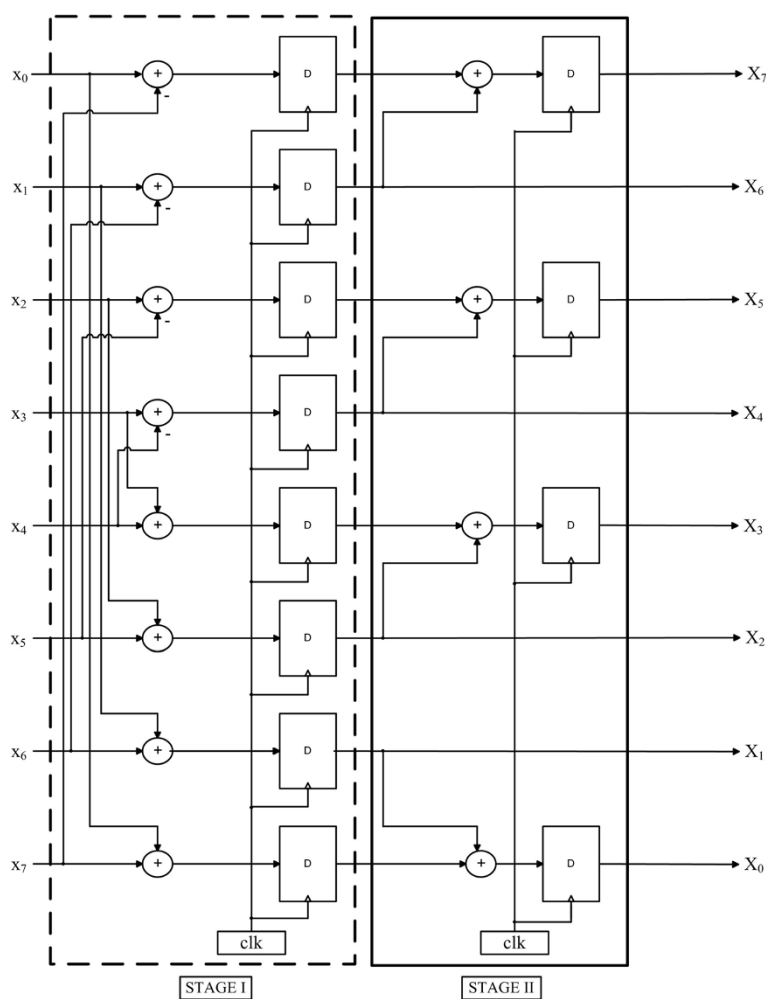 x₀ + - D + D X₇
x₁ + - D X₆
x₂ + - D + D X₅
x₃ + - D X₄
x₄ + D + D X₃
x₅ + D X₂
x₆ + D X₁
x₇ + D + D X₀
clk clk
STAGE I STAGE II